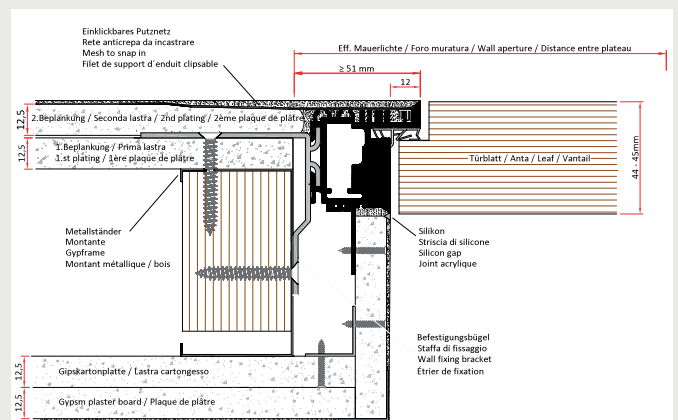 Einklickbares Putznetz
Rete anticrepa da incastrare
Mesh to snap in
Filet de support d´enduit clipsable
Eff. Mauerlichte / Foro muratura / Wall aperture / Distance entre plateau
≥ 51 mm
12
12,5
2.Beplankung / Seconda lastra / 2nd plating / 2ème plaque de plâtre
12,5
1.Beplankung / Prima lastra
1.st plating / 1ère plaque de plâtre
Türblatt / Anta / Leaf / Vantail
44 - 45mm
Metallständer
Montante
Gypframe
Montant métallique / bois
Silikon
Striscia di silicone
Silicon gap
Joint acrylique
Befestigungsbügel
Staffa di fissaggio
Wall fixing bracket
Étrier de fixation
12,5
Gipskartonplatte / Lastra cartongesso
12,5
Gypsm plaster board / Plaque de plâtre